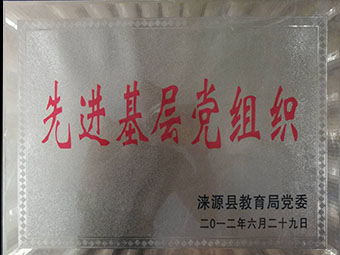 先进基层党组织
涞源县教育局党委
二〇一二年六月二十九日